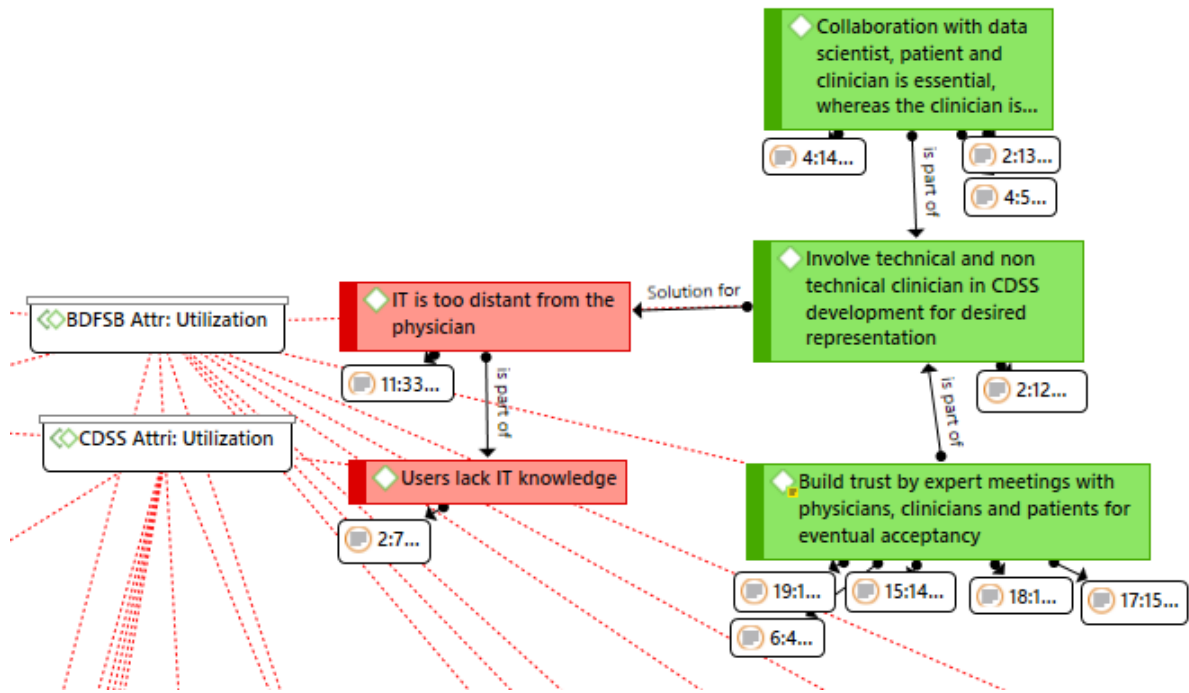 Collaboration with data
scientist, patient and
clinician is essential,
whereas the clinician is...
4:14...
2:13...
4:5...
is part of
Involve technical and non
technical clinician in CDSS
development for desired
representation
2:12...
Solution for
IT is too distant from the
physician
11:33...
BDFSB Attr: Utilization
is part of
is part of
CDSS Attri: Utilization
Users lack IT knowledge
2:7...
Build trust by expert meetings with
physicians, clinicians and patients for
eventual acceptancy
19:1...
15:14...
18:1...
17:15...
6:4...